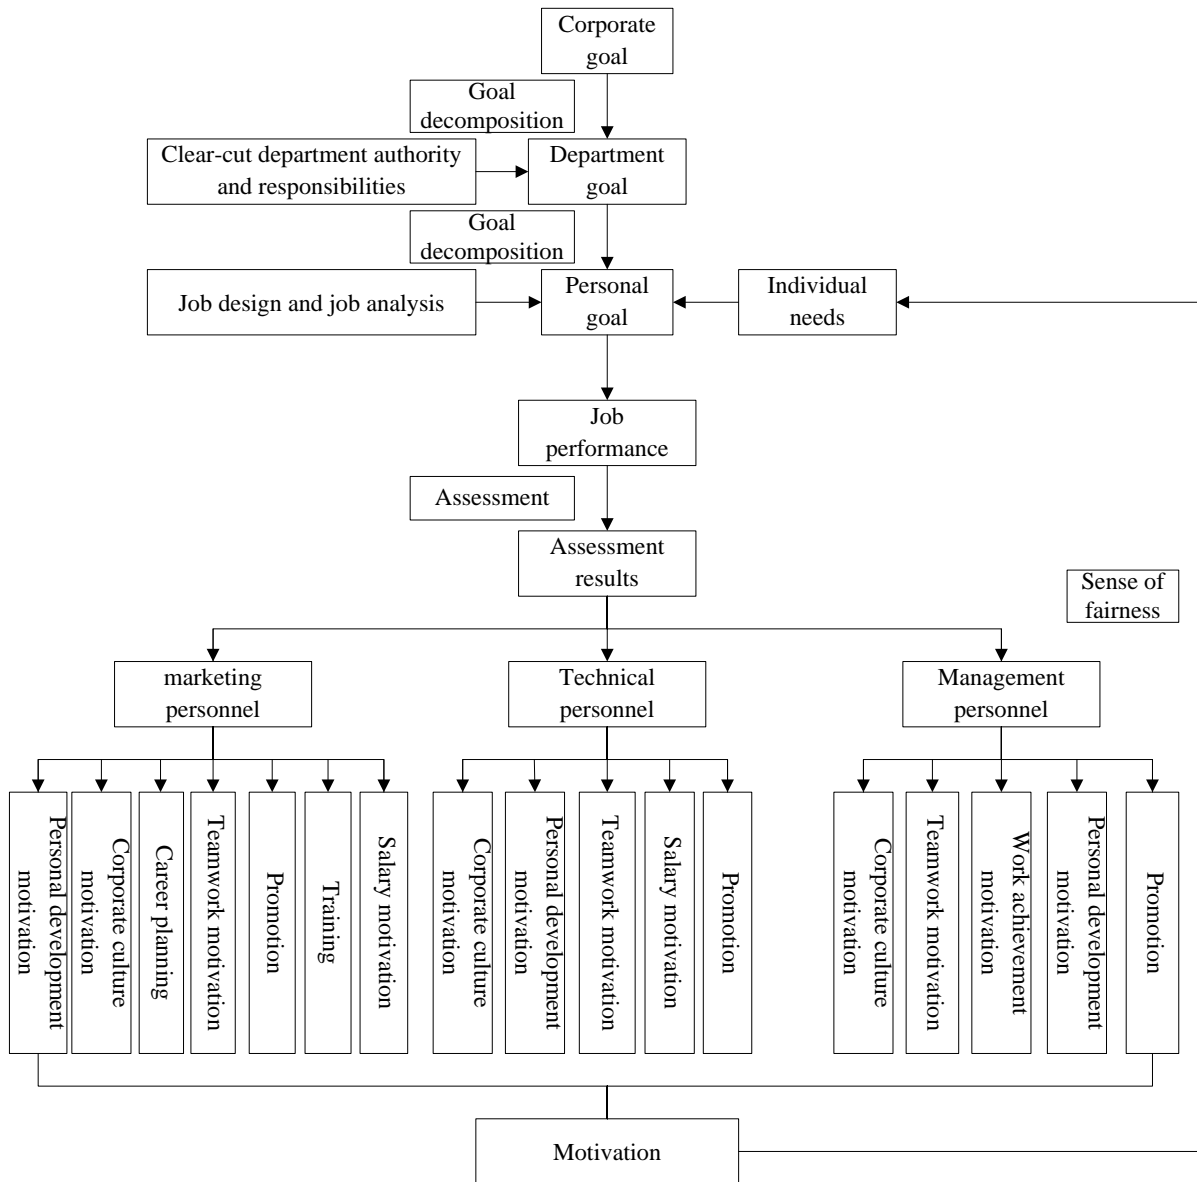 Corporate
goal
Goal
decomposition
Clear-cut department authority
and responsibilities
Department
goal
Goal
decomposition
Job design and job analysis
Personal
goal
Individual
needs
Job
performance
Assessment
Assessment
results
Sense of
fairness
marketing
personnel
Technical
personnel
Management
personnel
Personal development
motivation
Corporate culture
motivation
Career planning
Teamwork motivation
Promotion
Training
Salary motivation
Corporate culture
motivation
Personal development
motivation
Teamwork motivation
Salary motivation
Promotion
Corporate culture
motivation
Teamwork motivation
Work achievement
motivation
Personal development
motivation
Promotion
Motivation